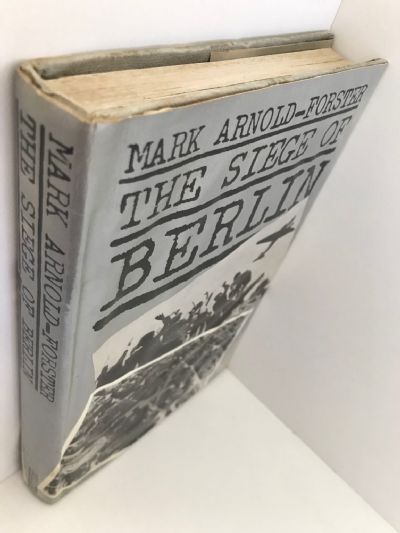 MARK ARNOLD-FORSTER
THE SIEGE OF
BERLIN
MARK ARNOLD-FORSTER
THE SIEGE OF BERLIN